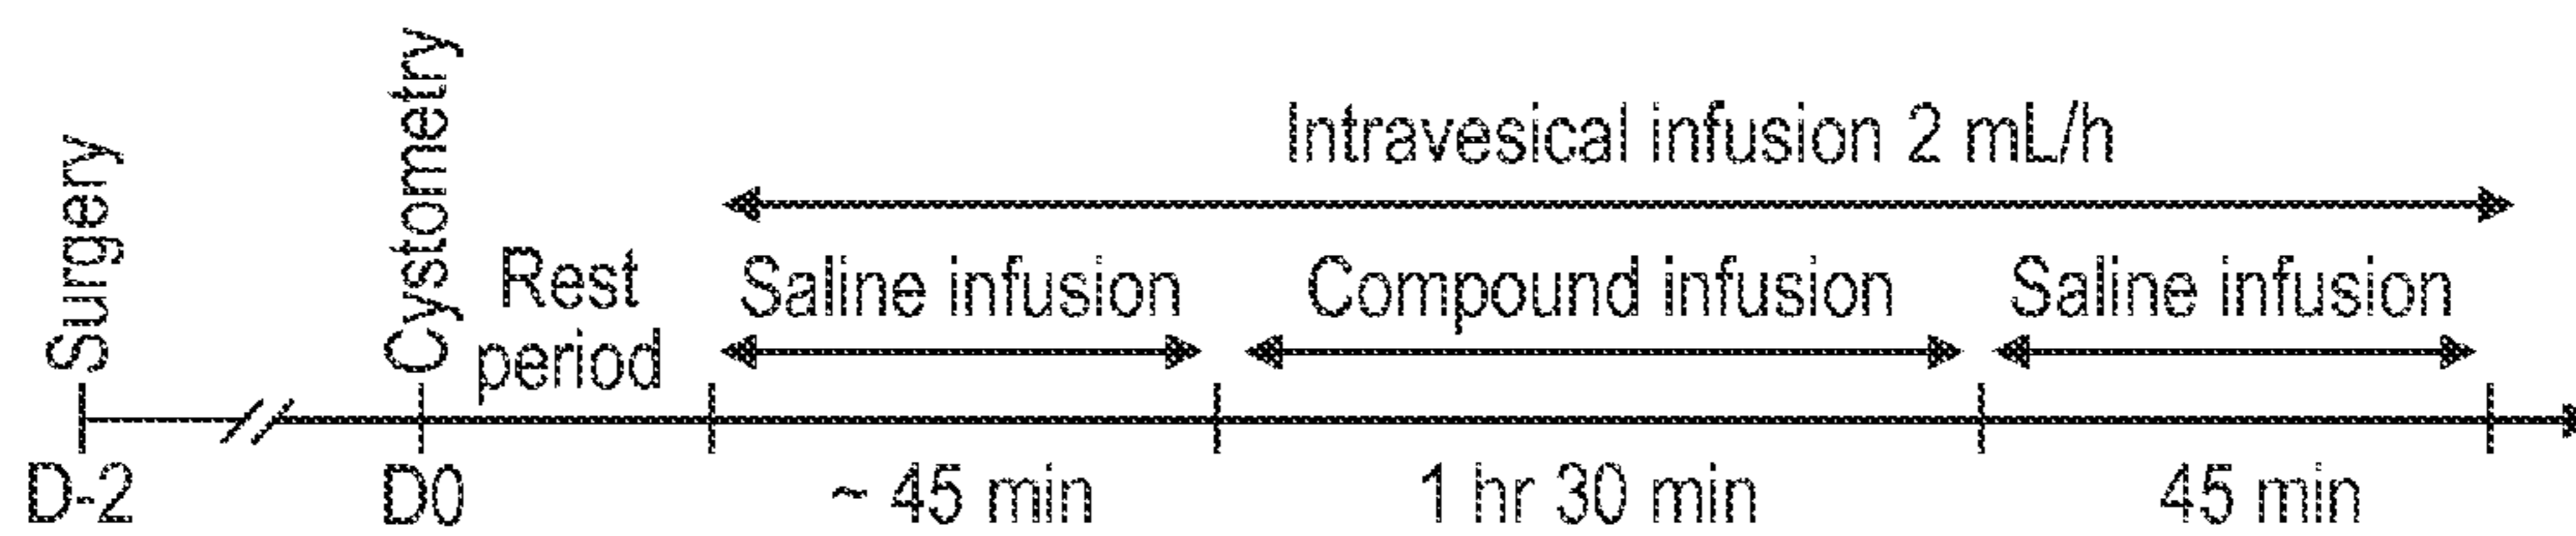 Surgery
Cystometry
Rest
period
Intravesical infusion 2 mL/h
Saline infusion
Compound infusion
Saline infusion
D-2
D0
~ 45 min
1 hr 30 min
45 min